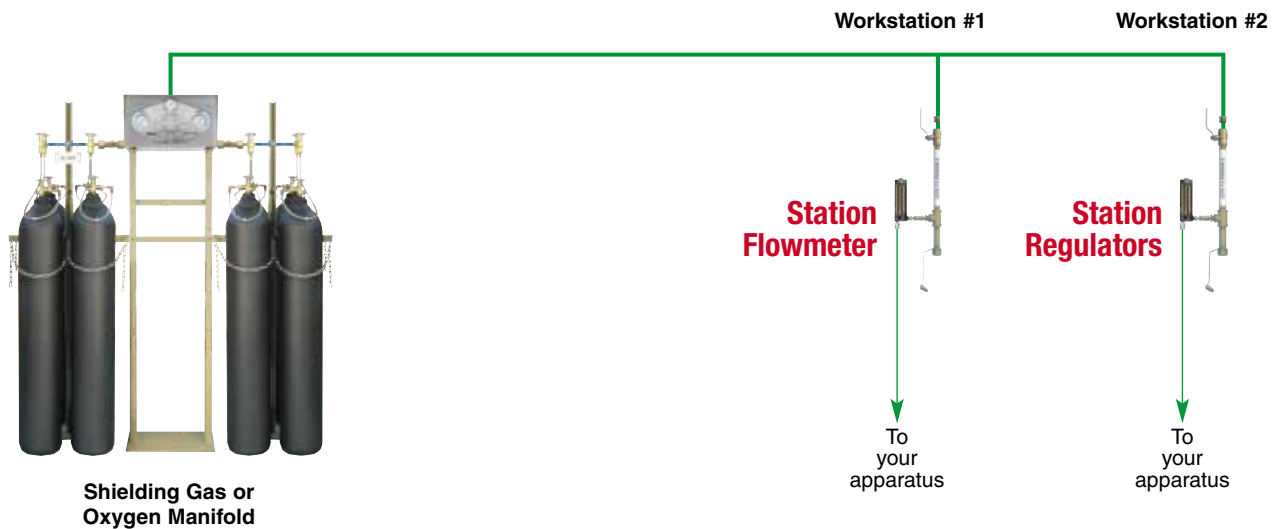 Workstation #1
Workstation #2
Station
Flowmeter
Station
Regulators
To
your
apparatus
To
your
apparatus
Shielding Gas or
Oxygen Manifold